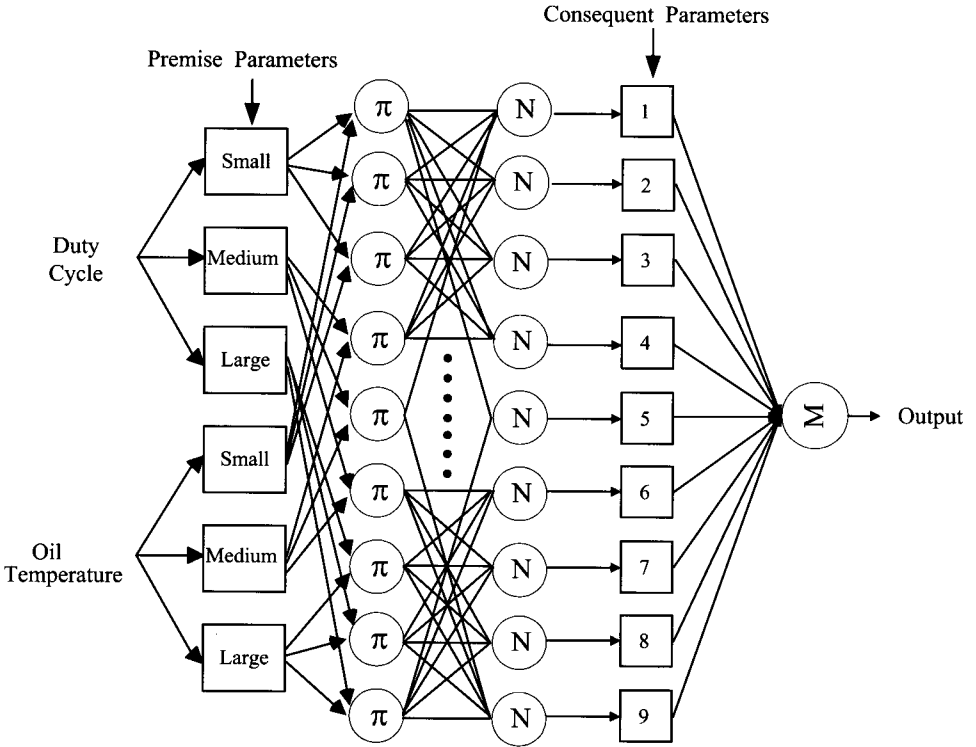 Consequent Parameters
Premise Parameters
Duty
Cycle
Oil
Temperature
Small
Medium
Large
Small
Medium
Large
π
π
π
π
π
π
π
π
π
N
N
N
N
N
N
N
N
N
1
2
3
4
5
6
7
8
9
M
Output